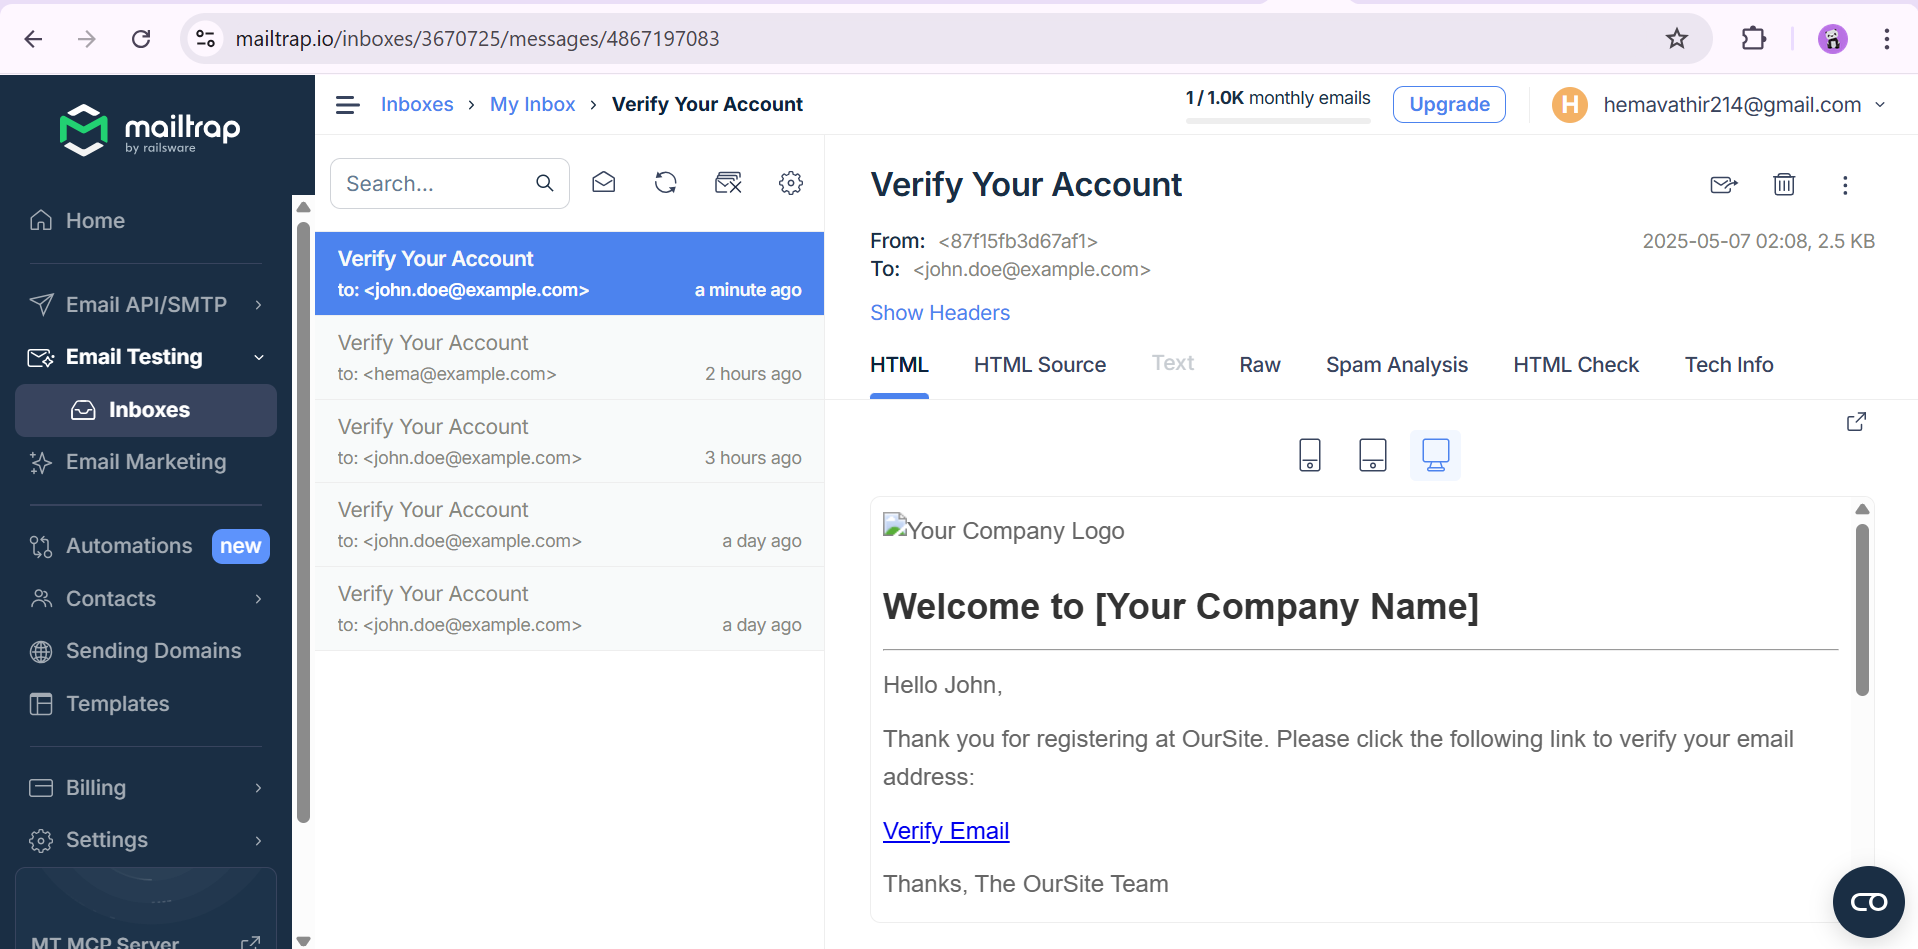 mailtrap.io/inboxes/3670725/messages/4867197083
mailtrap
by railsware
Home
Email API/SMTP
Email Testing
Inboxes
Email Marketing
Automations new
Contacts
Sending Domains
Templates
Billing
Settings
MT MCP Server
Inboxes › My Inbox › Verify Your Account
1 / 1.0K monthly emails
Upgrade
H
hemavathir214@gmail.com
Search...
Verify Your Account
to: <john.doe@example.com> a minute ago
Verify Your Account
to: <hema@example.com> 2 hours ago
Verify Your Account
to: <john.doe@example.com> 3 hours ago
Verify Your Account
to: <john.doe@example.com> a day ago
Verify Your Account
to: <john.doe@example.com> a day ago
Verify Your Account
From: <87f15fb3d67af1> 2025-05-07 02:08, 2.5 KB
To: <john.doe@example.com>
Show Headers
HTML HTML Source Text Raw Spam Analysis HTML Check Tech Info
Your Company Logo
Welcome to [Your Company Name]
Hello John,
Thank you for registering at OurSite. Please click the following link to verify your email
address:
Verify Email
Thanks, The OurSite Team